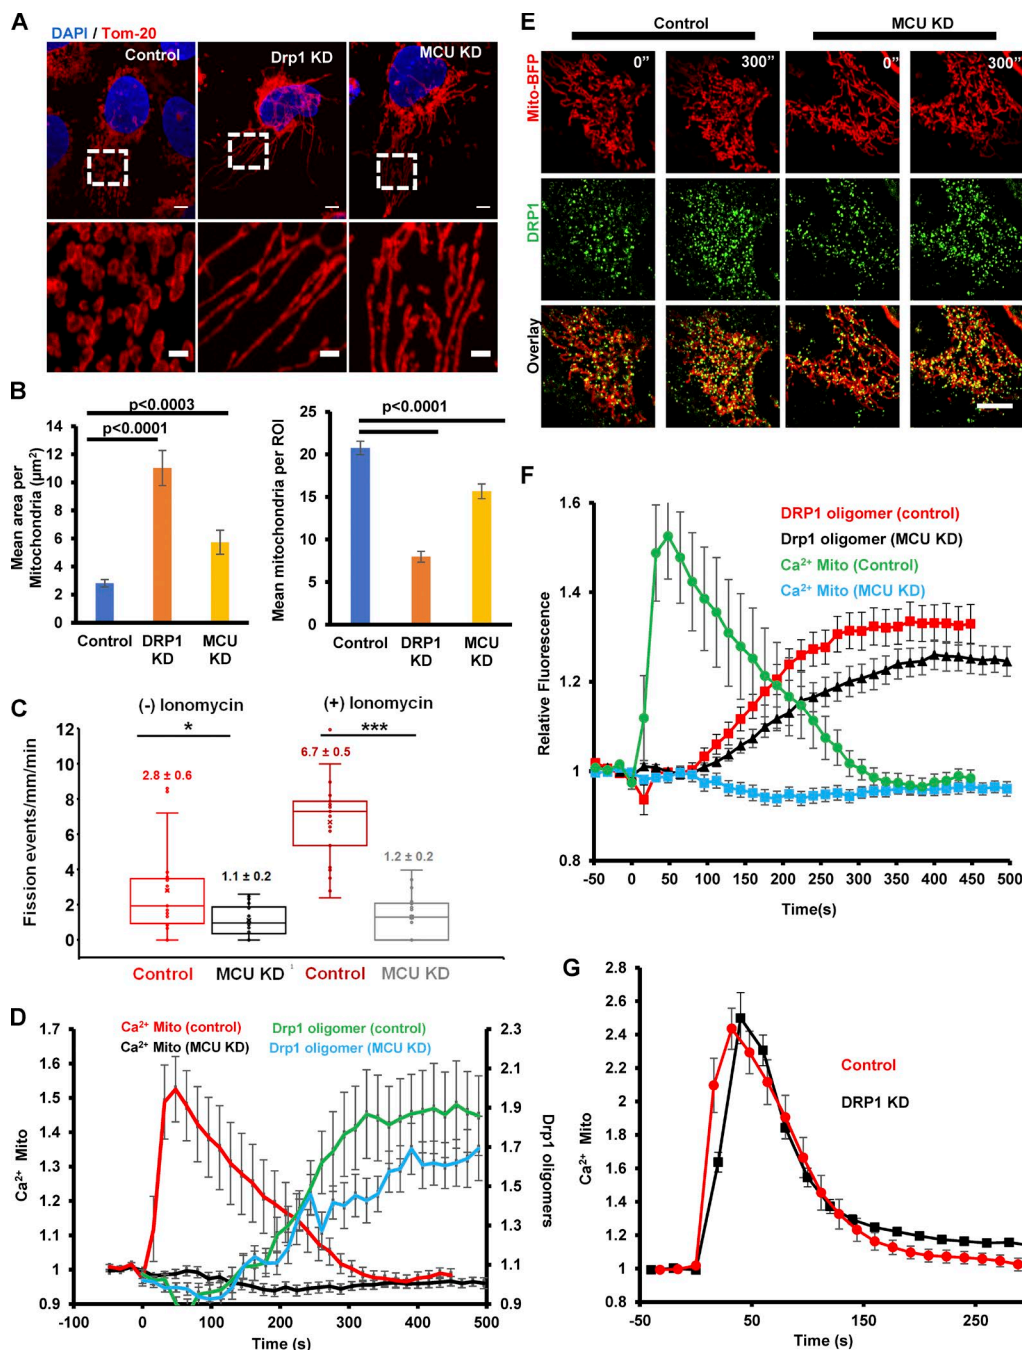 A
DAPI / Tom-20
Control
Drp1 KD
MCU KD
B
p<0.0003
p<0.0001
Mean area per
Mitochondria (µm²)
14
12
10
8
6
4
2
0
Control
DRP1
KD
MCU
KD
p<0.0001
Mean mitochondria per ROI
25
20
15
10
5
0
Control
DRP1
KD
MCU
KD
C
(-) Ionomycin
(+) Ionomycin
*
***
Fission events/mm/min
12
10
8
6
4
2
0
2.8 ± 0.6
1.1 ± 0.2
6.7 ± 0.5
1.2 ± 0.2
Control
MCU KD
1
Control
MCU KD
D
Ca²⁺ Mito (control)
Drp1 oligomer (control)
Ca²⁺ Mito (MCU KD)
Drp1 oligomer (MCU KD)
Ca²⁺ Mito
1.7
1.6
1.5
1.4
1.3
1.2
1.1
1
0.9
2.3
2.1
1.9
1.7
1.5
1.3
1.1
0.9
Drp1 oligomers
-100
0
100
200
300
400
500
Time (s)
E
Control
MCU KD
0”
300”
0”
300”
Mito-BFP
DRP1
Overlay
F
DRP1 oligomer (control)
Drp1 oligomer (MCU KD)
Ca²⁺ Mito (Control)
Ca²⁺ Mito (MCU KD)
Relative Fluorescence
1.6
1.4
1.2
1
0.8
-50
0
50
100
150
200
250
300
350
400
450
500
Time(s)
G
Control
DRP1 KD
Ca²⁺ Mito
2.8
2.6
2.4
2.2
2
1.8
1.6
1.4
1.2
1
0.8
-50
50
150
250
Time (s)